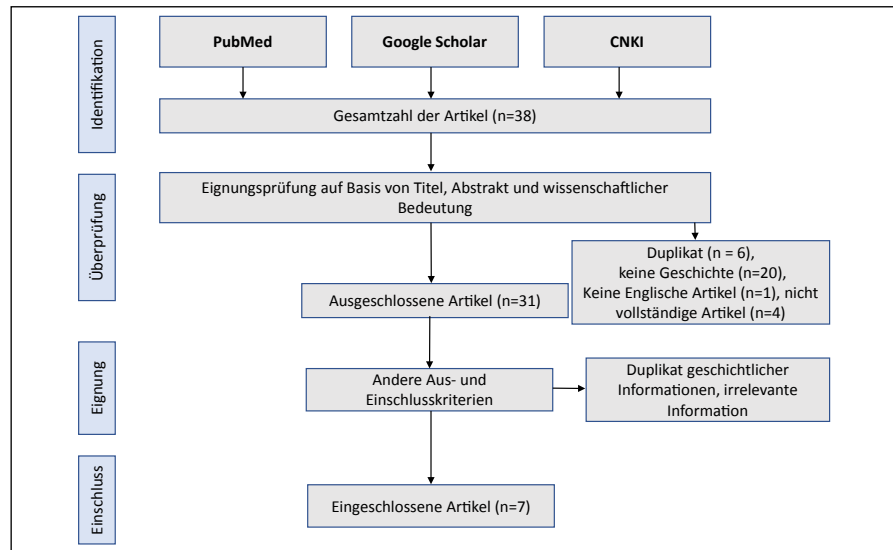 Identifikation
PubMed
Google Scholar
CNKI
Gesamtzahl der Artikel (n=38)
Überprüfung
Eignungsprüfung auf Basis von Titel, Abstrakt und wissenschaftlicher
Bedeutung
Duplikat (n = 6),
keine Geschichte (n=20),
Keine Englische Artikel (n=1), nicht
vollständige Artikel (n=4)
Ausgeschlossene Artikel (n=31)
Eignung
Andere Aus- und
Einschlusskriterien
Duplikat geschichtlicher
Informationen, irrelevante
Information
Einschluss
Eingeschlossene Artikel (n=7)